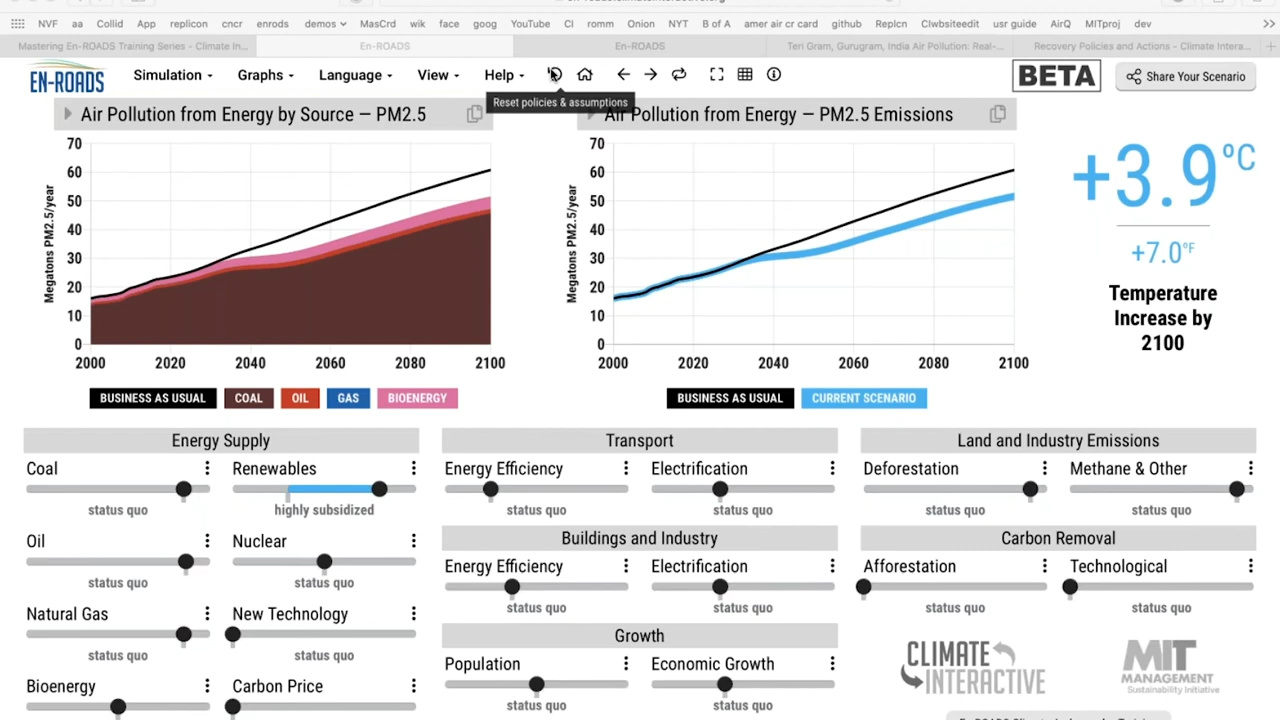 NVF aa Collid App replicon cncr enrods demos MasCrd wik face goog YouTube CI romm Onion NYT B of A amer air cr card github Replcn Clwbsiteedit usr guide AirQ MITproj dev
Mastering En-ROADS Training Series - Climate In... En-ROADS En-ROADS Teri Gram, Gurugram, India Air Pollution: Real-... Recovery Policies and Actions - Climate Intera...
EN-ROADS Simulation Graphs Language View Help BETA Share Your Scenario
Reset policies & assumptions
Air Pollution from Energy by Source — PM2.5
Megatons PM2.5/year
70
60
50
40
30
20
10
0
2000 2020 2040 2060 2080 2100
BUSINESS AS USUAL COAL OIL GAS BIOENERGY
Air Pollution from Energy — PM2.5 Emissions
Megatons PM2.5/year
70
60
50
40
30
20
10
0
2000 2020 2040 2060 2080 2100
BUSINESS AS USUAL CURRENT SCENARIO
+3.9°C
+7.0°F
Temperature
Increase by
2100
Energy Supply
Coal
status quo
Renewables
highly subsidized
Oil
status quo
Nuclear
status quo
Natural Gas
status quo
New Technology
status quo
Bioenergy
Carbon Price
Transport
Energy Efficiency
status quo
Electrification
status quo
Buildings and Industry
Energy Efficiency
status quo
Electrification
status quo
Growth
Population
status quo
Economic Growth
status quo
Land and Industry Emissions
Deforestation
status quo
Methane & Other
status quo
Carbon Removal
Afforestation
status quo
Technological
status quo
CLIMATE
INTERACTIVE
MIT
MANAGEMENT
Sustainability Initiative